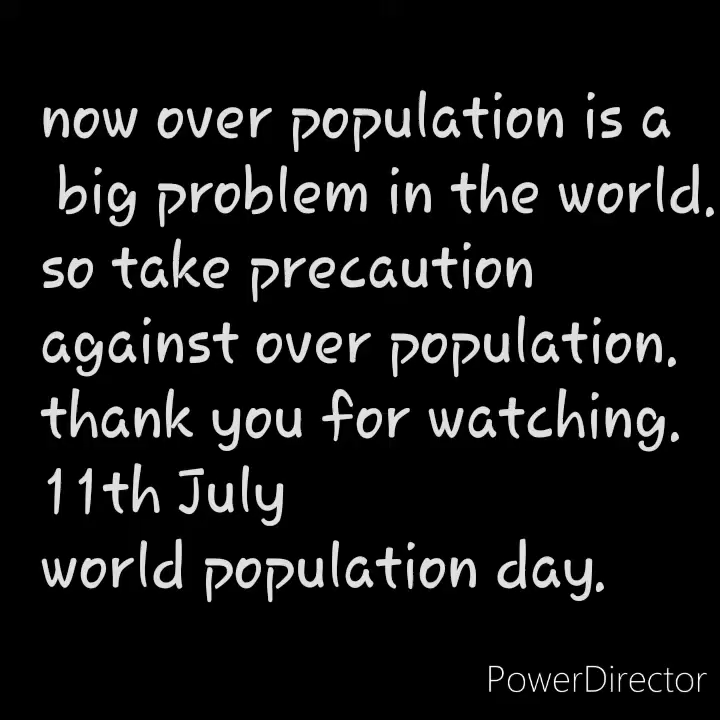 now over population is a
big problem in the world.
so take precaution
against over population.
thank you for watching.
11th July
world population day.
PowerDirector